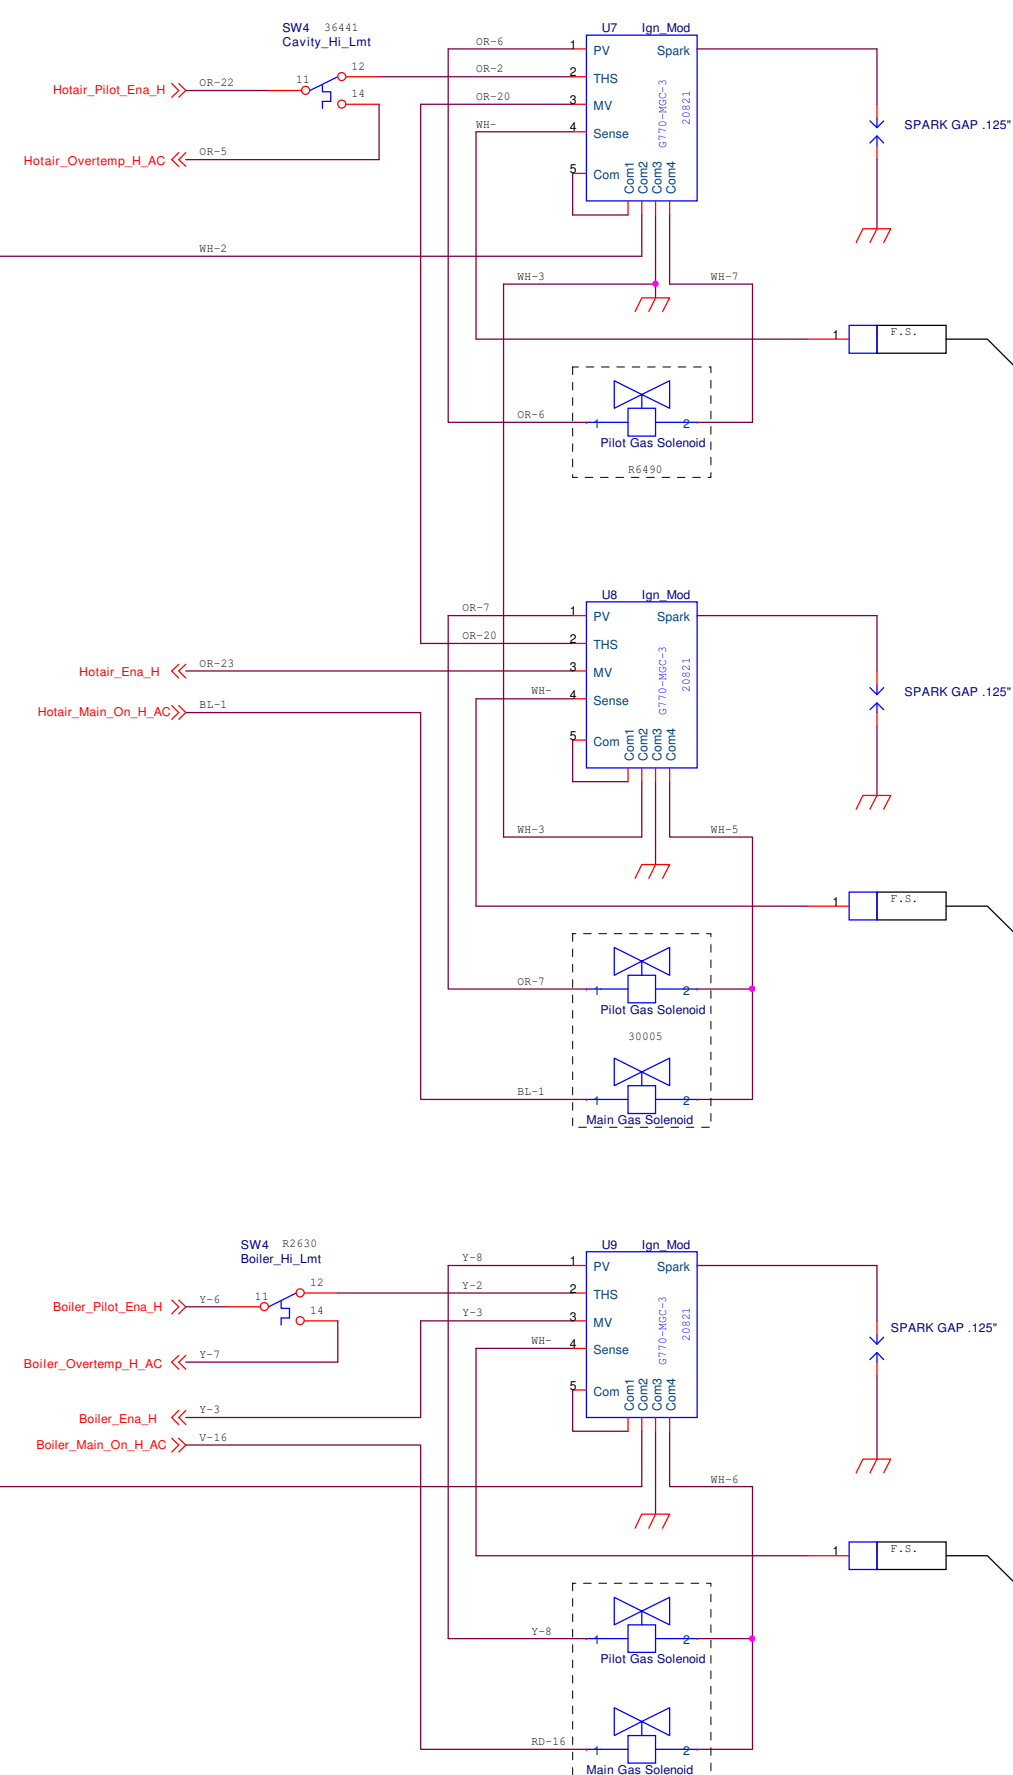 SW4 36441
Cavity_Hi_Lmt
Hotair_Pilot_Ena_H OR-22
11
12
14
Hotair_Overtemp_H_AC OR-5
WH-2
OR-6
OR-2
OR-20
WH-
U7 Ign_Mod
1 PV Spark
2 THS
3 MV
4 Sense
5 Com
Com1
Com2
Com3
Com4
G770-MGC-3
20821
SPARK GAP .125"
WH-3
WH-7
1 F.S.
OR-6
1 2
Pilot Gas Solenoid
R6490
U8 Ign_Mod
OR-7
OR-20
1 PV Spark
2 THS
3 MV
4 Sense
5 Com
Com1
Com2
Com3
Com4
G770-MGC-3
20821
Hotair_Ena_H OR-23
Hotair_Main_On_H_AC BL-1
WH-
SPARK GAP .125"
WH-3
WH-5
1 F.S.
OR-7
1 2
Pilot Gas Solenoid
30005
BL-1
1 2
Main Gas Solenoid
SW4 R2630
Boiler_Hi_Lmt
Boiler_Pilot_Ena_H Y-6
11
12
14
Boiler_Overtemp_H_AC Y-7
Boiler_Ena_H Y-3
Boiler_Main_On_H_AC V-16
Y-8
Y-2
Y-3
WH-
U9 Ign_Mod
1 PV Spark
2 THS
3 MV
4 Sense
5 Com
Com1
Com2
Com3
Com4
G770-MGC-3
20821
SPARK GAP .125"
WH-6
1 F.S.
Y-8
1 2
Pilot Gas Solenoid
RD-16
1 2
Main Gas Solenoid